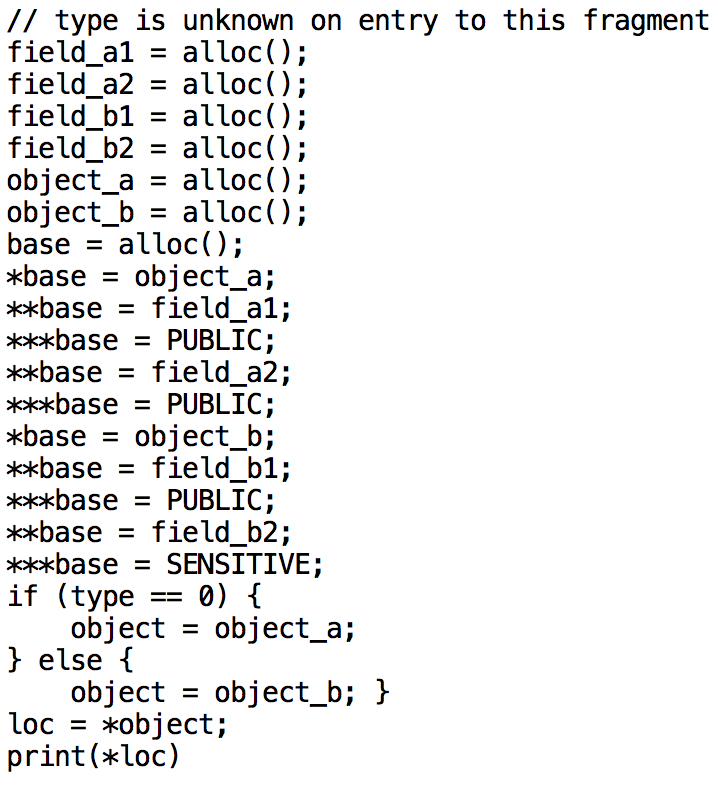 // type is unknown on entry to this fragment
field_a1 = alloc();
field_a2 = alloc();
field_b1 = alloc();
field_b2 = alloc();
object_a = alloc();
object_b = alloc();
base = alloc();
*base = object_a;
**base = field_a1;
***base = PUBLIC;
**base = field_a2;
***base = PUBLIC;
*base = object_b;
**base = field_b1;
***base = PUBLIC;
**base = field_b2;
***base = SENSITIVE;
if (type == 0) {
    object = object_a;
} else {
    object = object_b; }
loc = *object;
print(*loc)